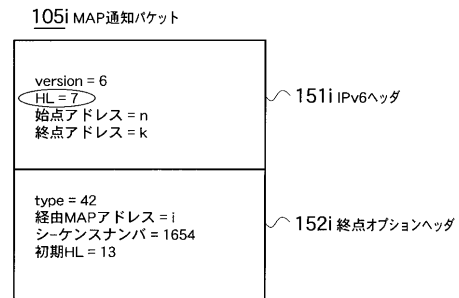 105i MAP通知パケット
version = 6
HL = 7
始点アドレス = n
終点アドレス = k
151i IPv6ヘッダ
type = 42
経由MAPアドレス = i
シーケンスナンバ = 1654
初期HL = 13
152i 終点オプションヘッダ